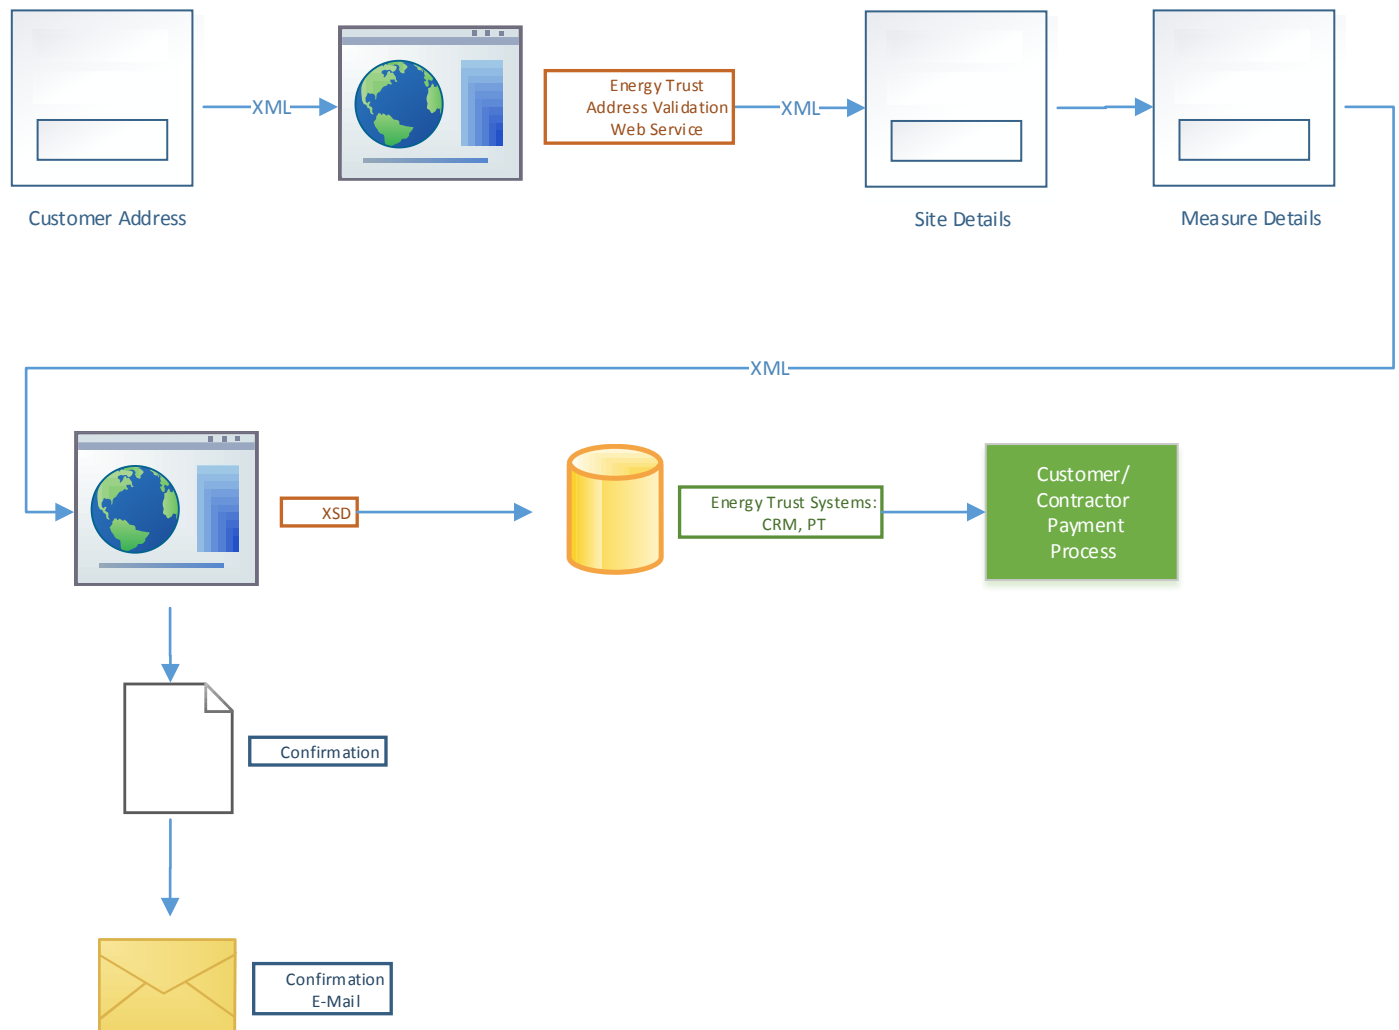 XML
Energy Trust
Address Validation
Web Service
XML
Customer Address
Site Details
Measure Details
XML
XSD
Energy Trust Systems:
CRM, PT
Customer/
Contractor
Payment
Process
Confirmation
Confirmation
E-Mail